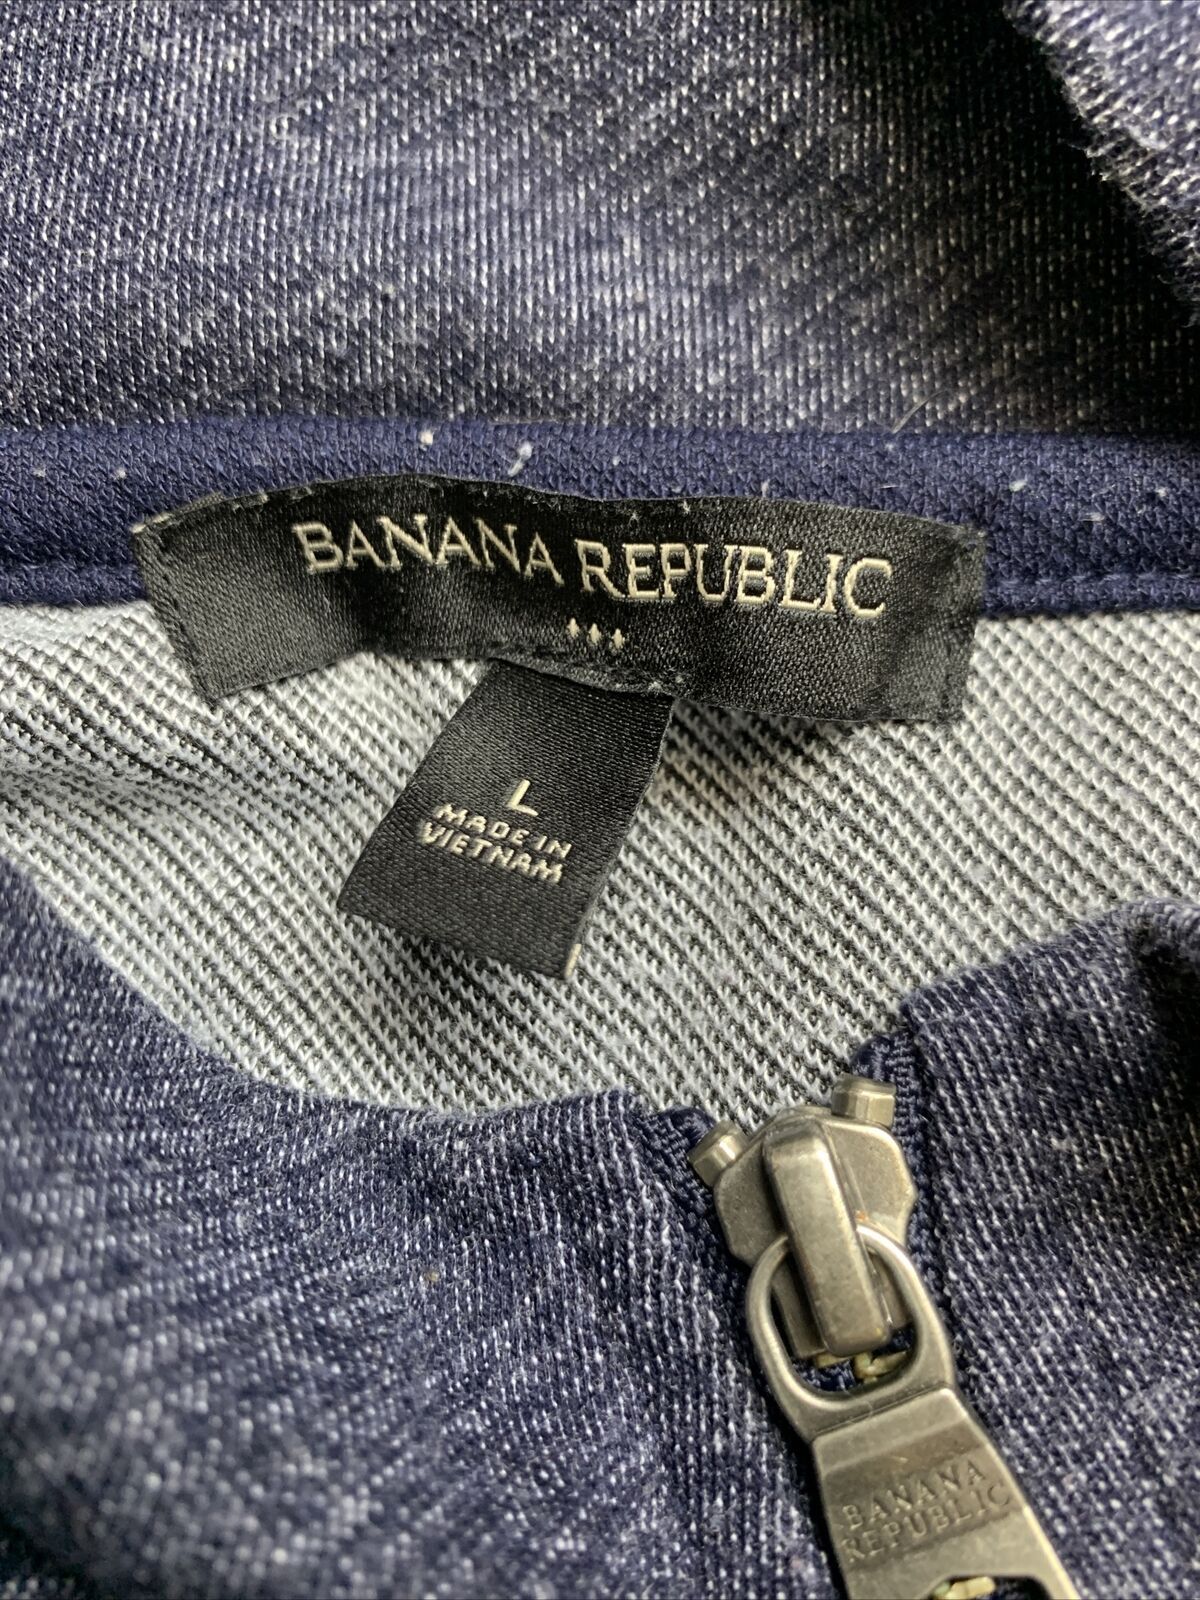 BANANA REPUBLIC
L
MADE IN
VIETNAM
BANANA
REPUBLIC